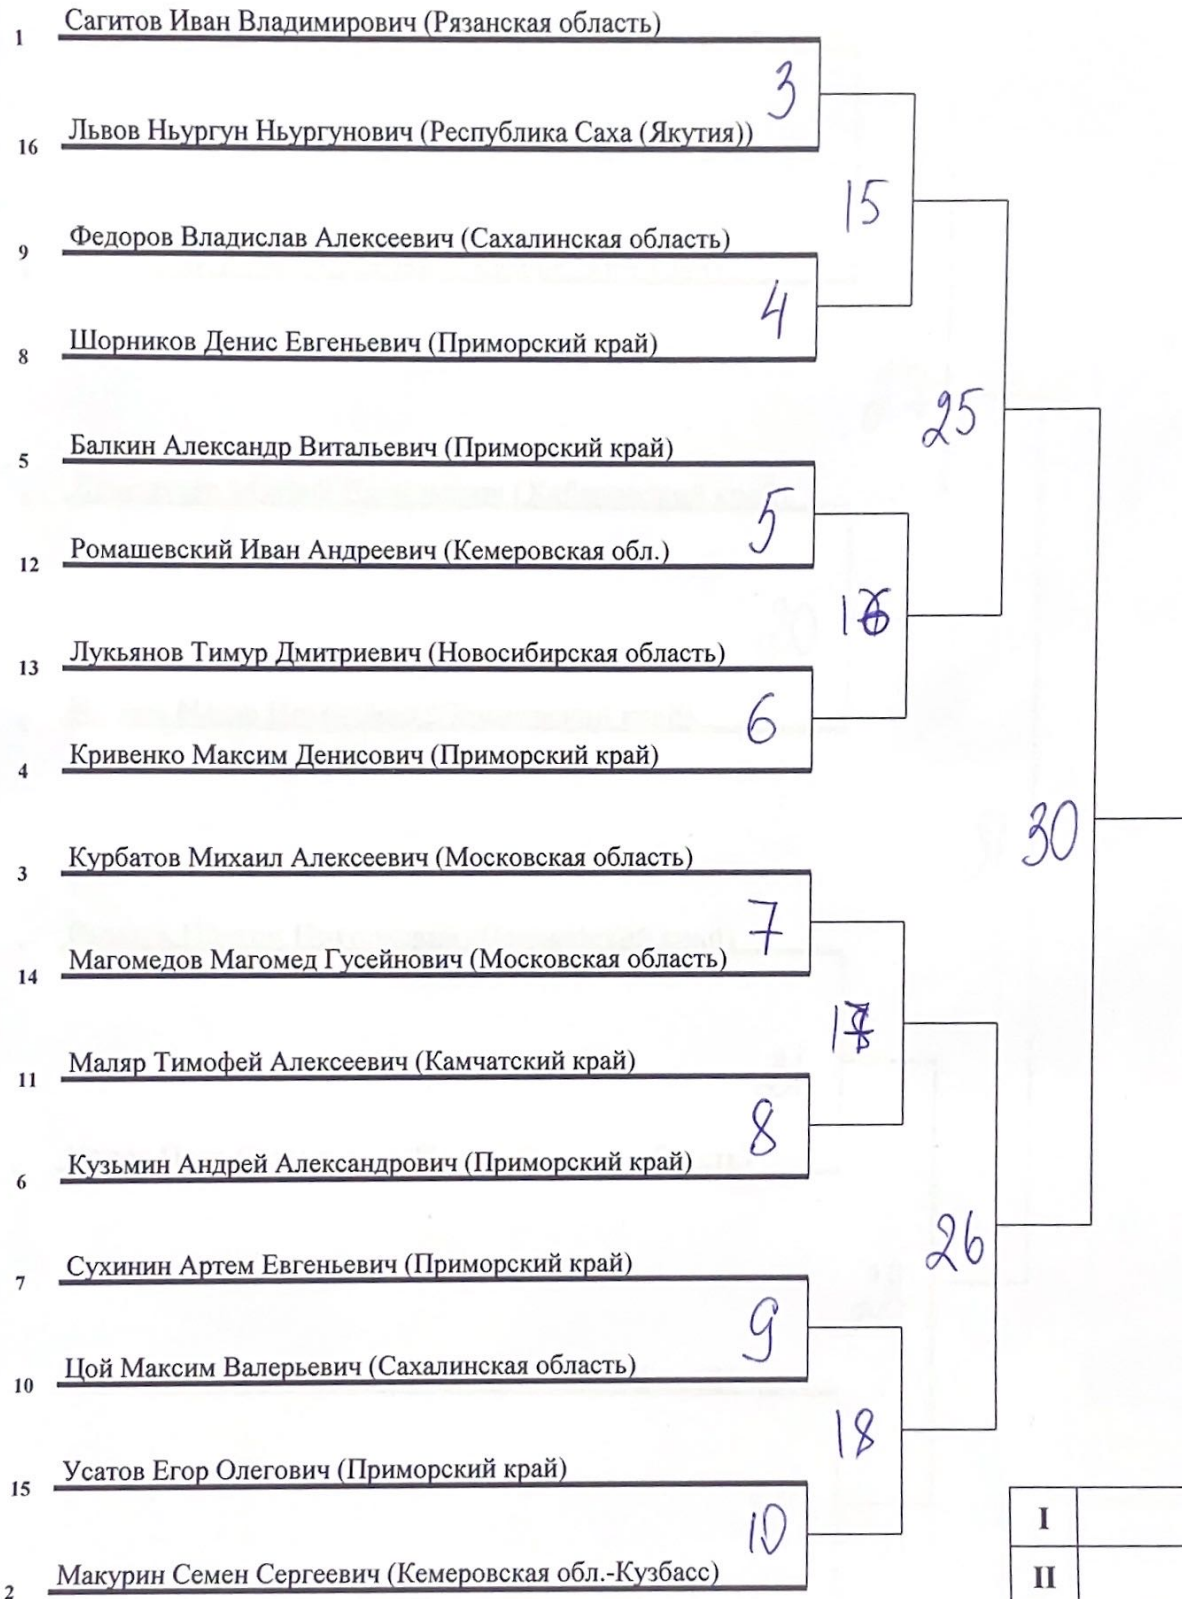 1 Сагитов Иван Владимирович (Рязанская область)
3
16 Львов Ньургун Ньургунович (Республика Саха (Якутия))
15
9 Федоров Владислав Алексеевич (Сахалинская область)
4
8 Шорников Денис Евгеньевич (Приморский край)
25
5 Балкин Александр Витальевич (Приморский край)
5
12 Ромашевский Иван Андреевич (Кемеровская обл.)
16
13 Лукьянов Тимур Дмитриевич (Новосибирская область)
6
4 Кривенко Максим Денисович (Приморский край)
30
3 Курбатов Михаил Алексеевич (Московская область)
7
14 Магомедов Магомед Гусейнович (Московская область)
17
11 Маляр Тимофей Алексеевич (Камчатский край)
8
6 Кузьмин Андрей Александрович (Приморский край)
26
7 Сухинин Артем Евгеньевич (Приморский край)
9
10 Цой Максим Валерьевич (Сахалинская область)
18
15 Усатов Егор Олегович (Приморский край)
10
2 Макурин Семен Сергеевич (Кемеровская обл.-Кузбасс)
I
II